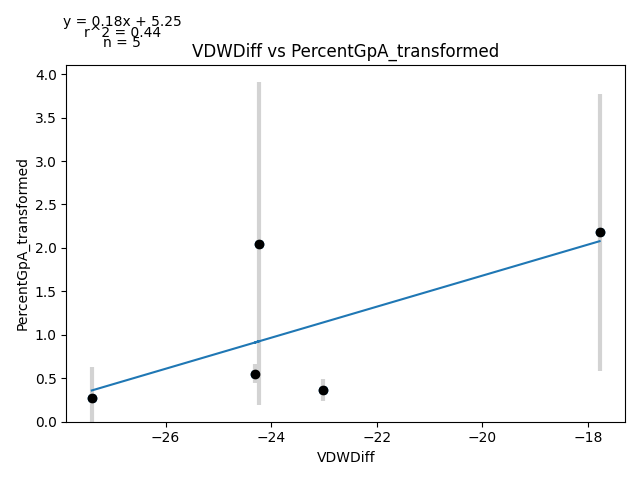 y = 0.18x + 5.25
r^2 = 0.44
n = 5
VDWDiff vs PercentGpA_transformed
4.0
3.5
3.0
2.5
2.0
1.5
1.0
0.5
0.0
PercentGpA_transformed
−26
−24
−22
−20
−18
VDWDiff